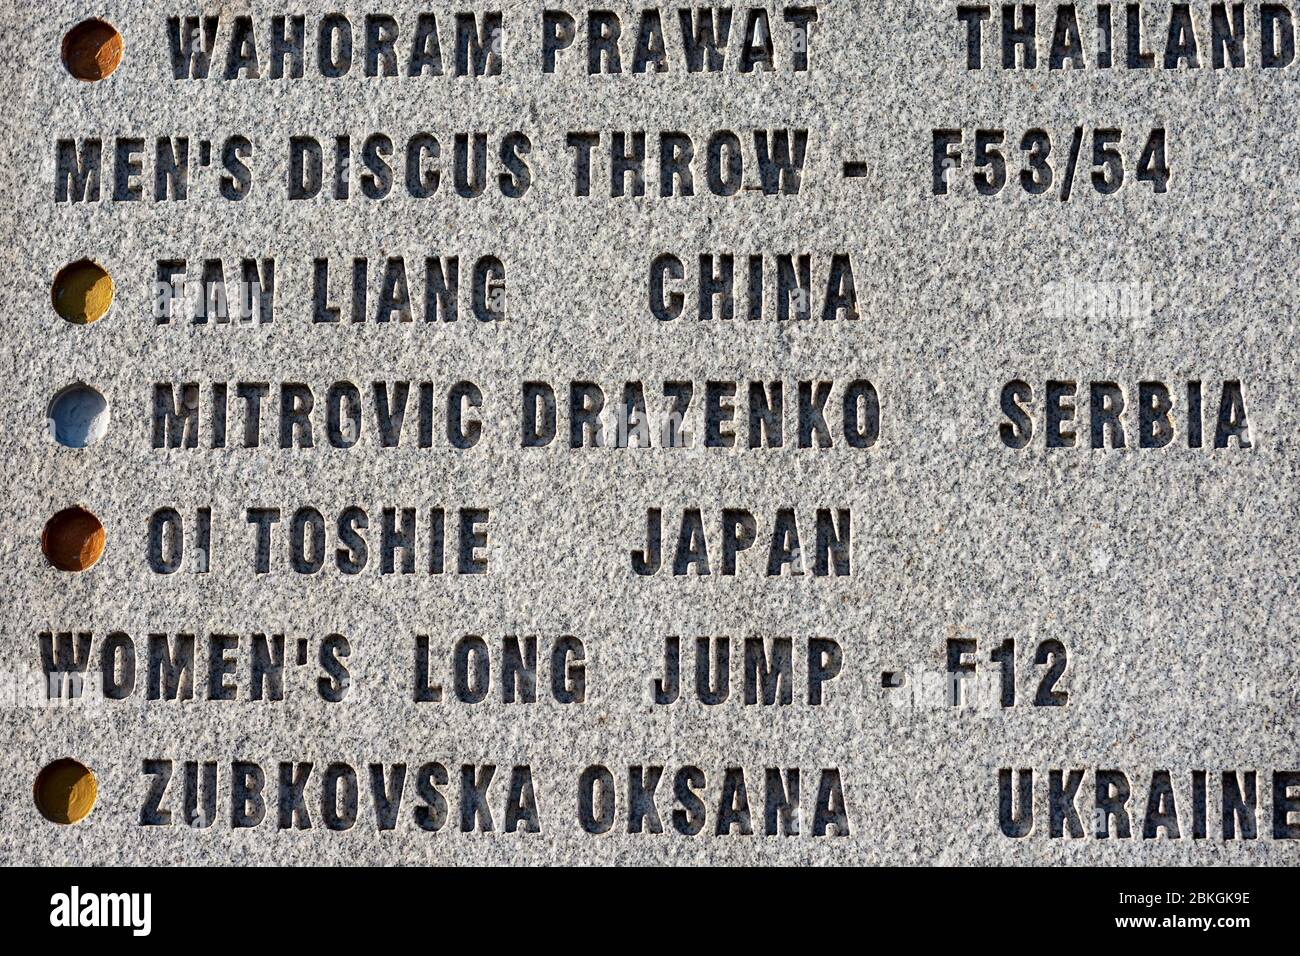 WAHORAM PRAWAT THAILAND
MEN'S DISCUS THROW - F53/54
FAN LIANG CHINA
MITROVIC DRAZENKO SERBIA
OI TOSHIE JAPAN
WOMEN'S LONG JUMP - F12
ZUBKOVSKA OKSANA UKRAINE
alamy
Image ID: 2BKGK9E
www.alamy.com